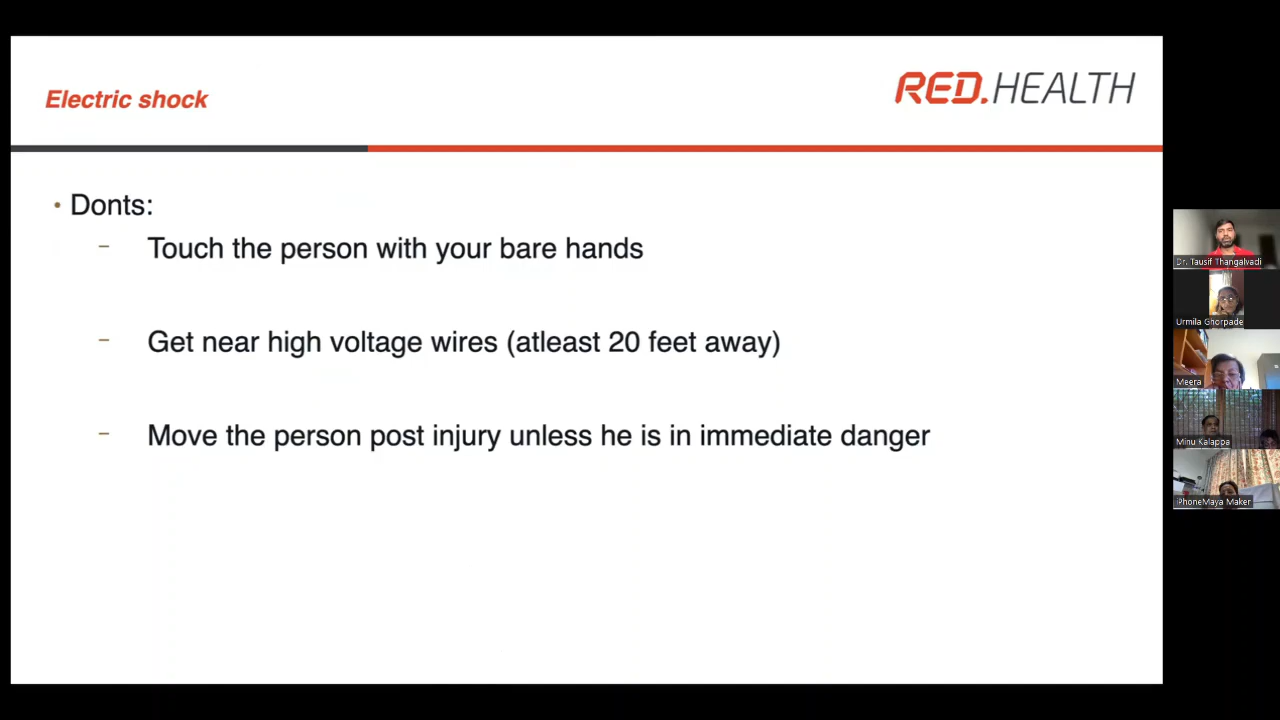 Electric shock
RED.HEALTH
• Donts:
– Touch the person with your bare hands
– Get near high voltage wires (atleast 20 feet away)
– Move the person post injury unless he is in immediate danger
Dr. Tausif Thangalvadi
Urmila Ghorpade
Meera
Minu Kalappa
iPhoneMaya Maker